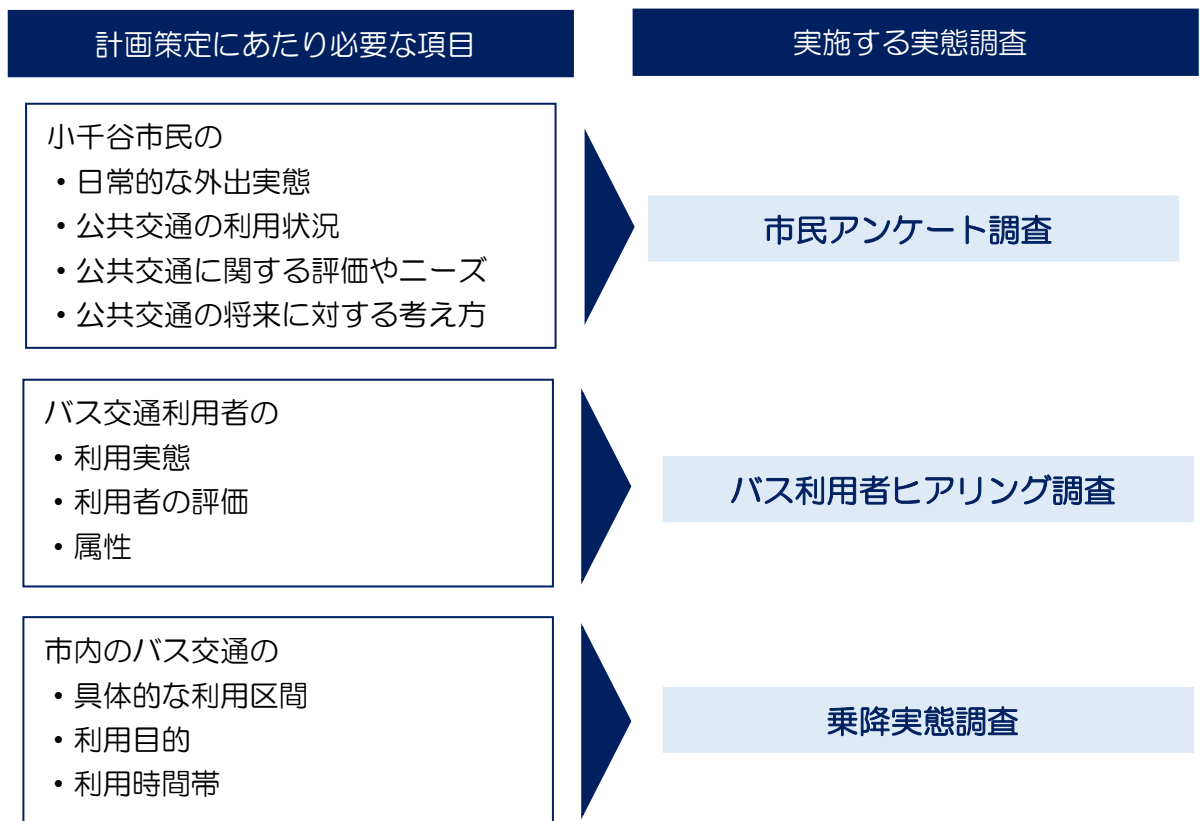 計画策定にあたり必要な項目
実施する実態調査
小千谷市民の
・日常的な外出実態
・公共交通の利用状況
・公共交通に関する評価やニーズ
・公共交通の将来に対する考え方
市民アンケート調査
バス交通利用者の
・利用実態
・利用者の評価
・属性
バス利用者ヒアリング調査
市内のバス交通の
・具体的な利用区間
・利用目的
・利用時間帯
乗降実態調査